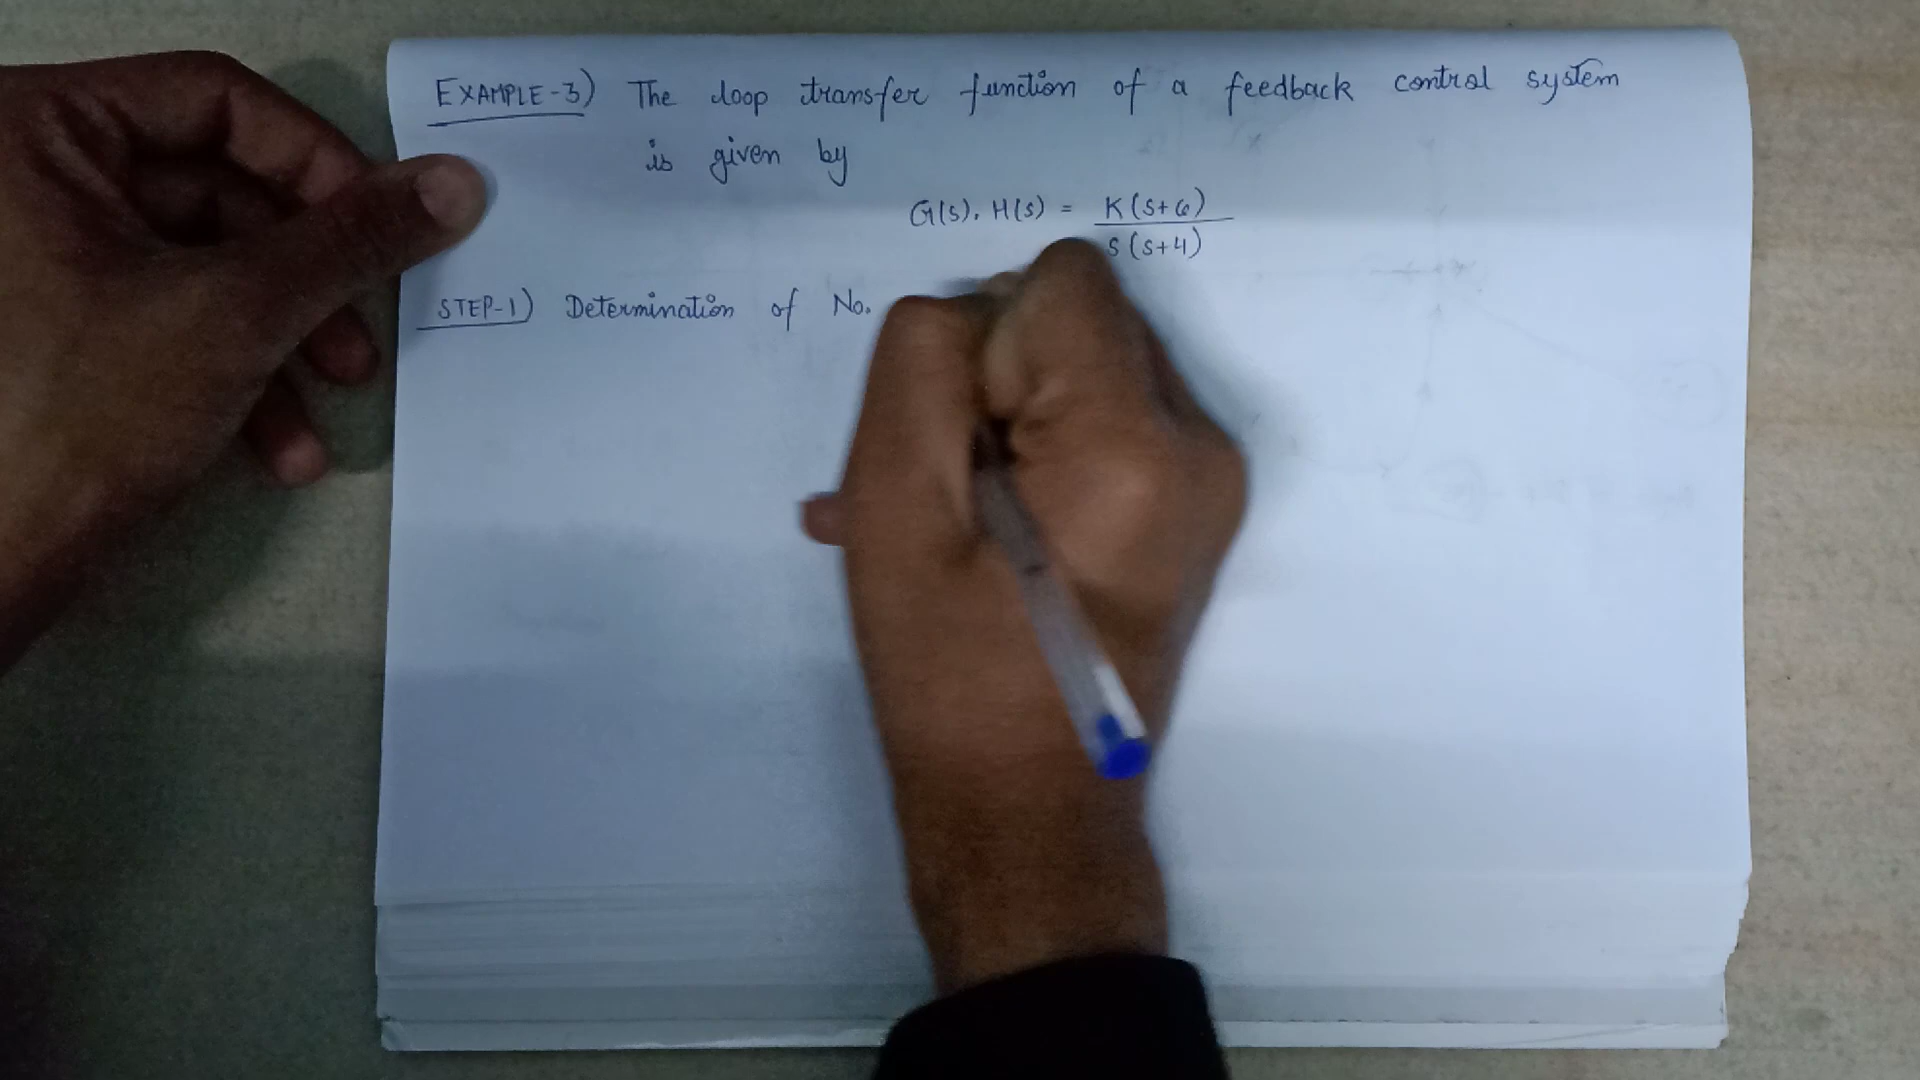 EXAMPLE-3) The loop transfer function of a feedback control system
is given by
G(s). H(s) = K(s+6)
s(s+4)
STEP-1) Determination of No.